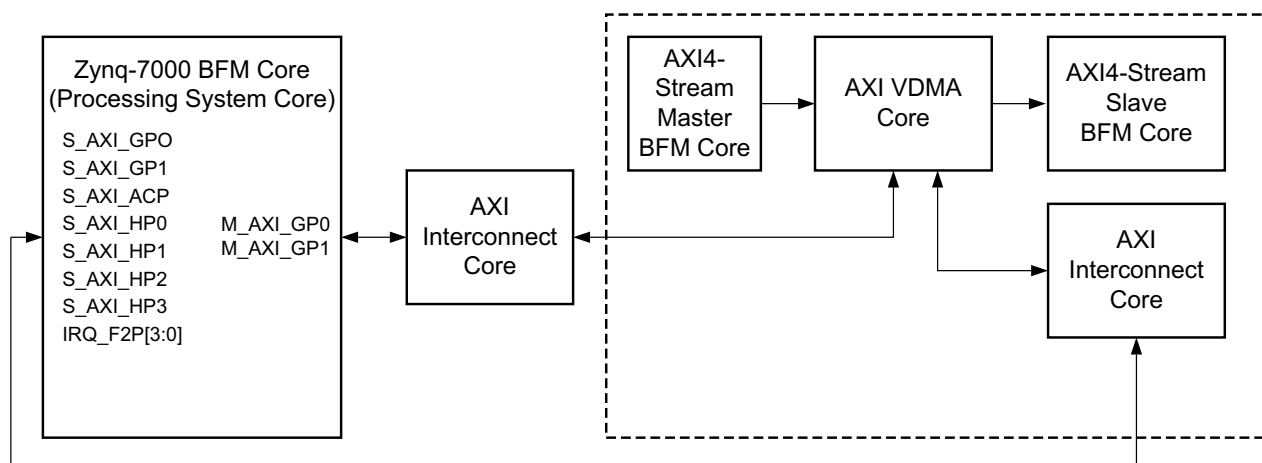 Zynq-7000 BFM Core
(Processing System Core)
S_AXI_GPO
S_AXI_GP1
S_AXI_ACP
S_AXI_HP0
S_AXI_HP1
S_AXI_HP2
S_AXI_HP3
IRQ_F2P[3:0]
M_AXI_GP0
M_AXI_GP1
AXI
Interconnect
Core
AXI4-
Stream
Master
BFM Core
AXI VDMA
Core
AXI4-Stream
Slave
BFM Core
AXI
Interconnect
Core